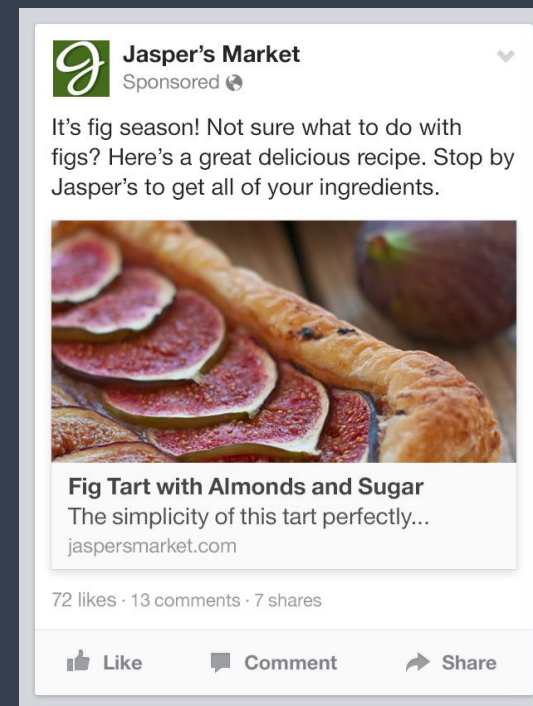 Jasper's Market
Sponsored
It's fig season! Not sure what to do with
figs? Here's a great delicious recipe. Stop by
Jasper's to get all of your ingredients.
Fig Tart with Almonds and Sugar
The simplicity of this tart perfectly...
jaspersmarket.com
72 likes · 13 comments · 7 shares
Like Comment Share